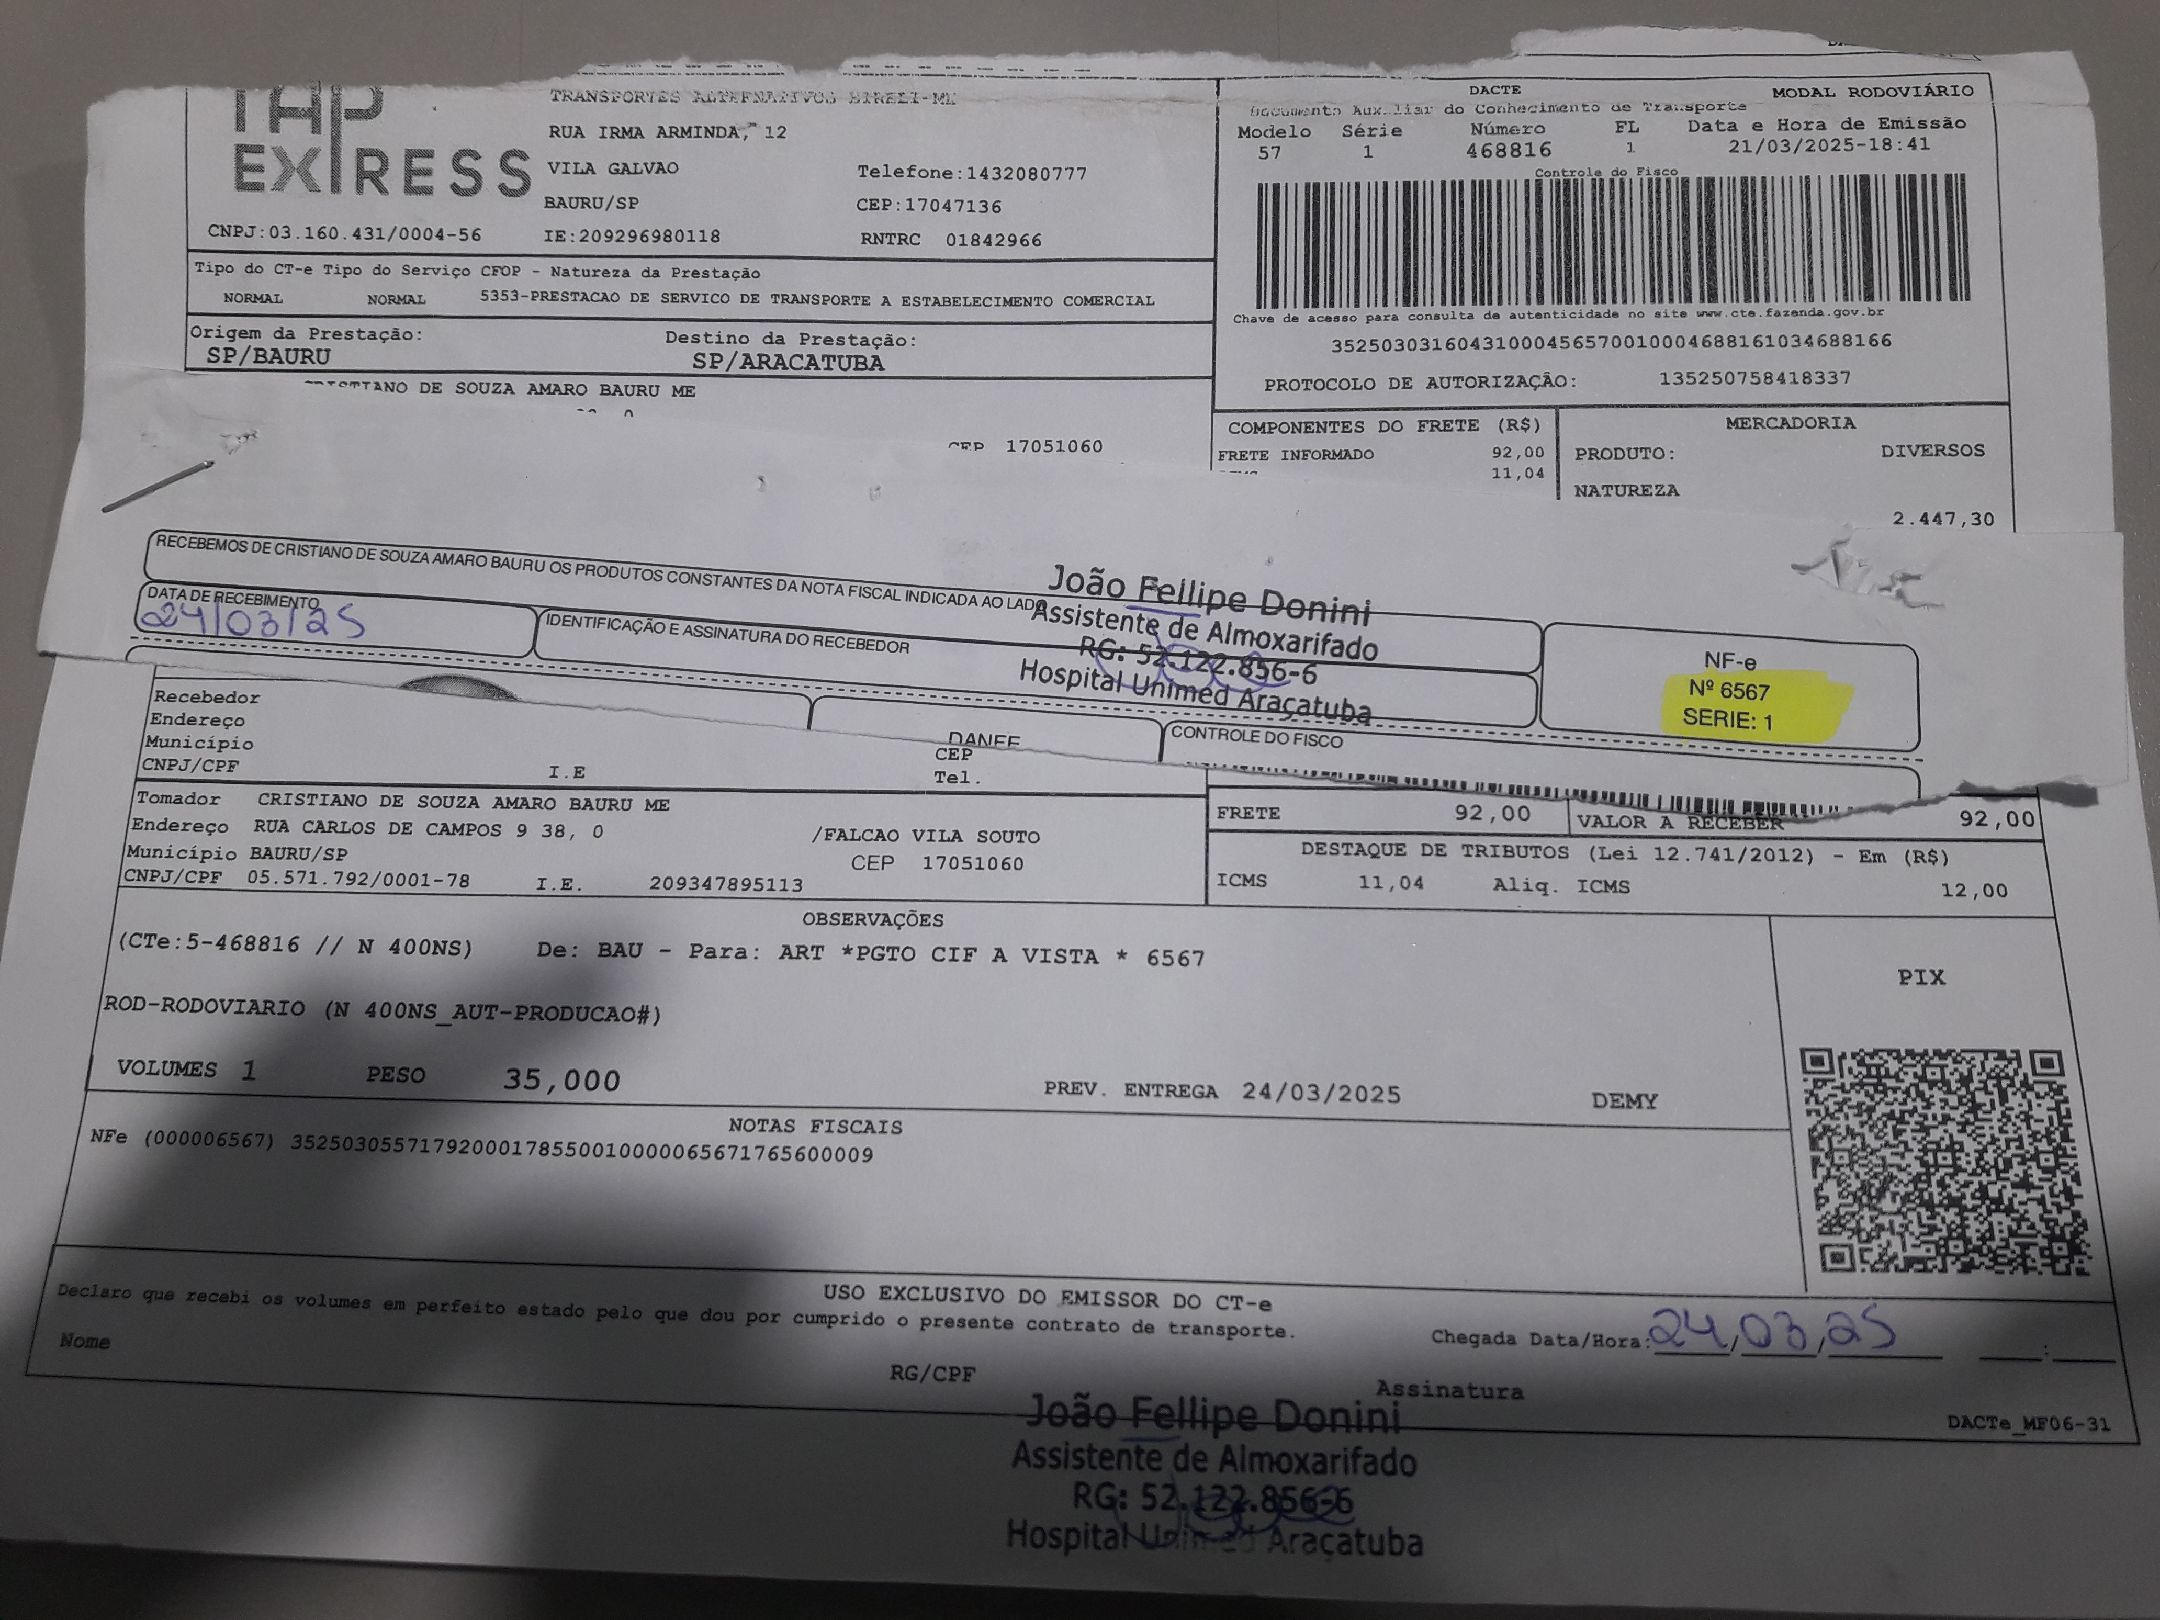 TAP
EXPRESS
TRANSPORTES ALTERNATIVOS EIRELI-ME
RUA IRMA ARMINDA, 12
VILA GALVAO Telefone:1432080777
BAURU/SP CEP:17047136
CNPJ:03.160.431/0004-56 IE:209296980118 RNTRC 01842966
DACTE MODAL RODOVIÁRIO
Documento Auxiliar do Conhecimento de Transporte
Modelo Série Número FL Data e Hora de Emissão
57 1 468816 1 21/03/2025-18:41
Controle do Fisco
Chave de acesso para consulta de autenticidade no site www.cte.fazenda.gov.br
35250303160431000456570010004688161034688166
PROTOCOLO DE AUTORIZAÇÃO: 135250758418337
Tipo do CT-e Tipo do Serviço CFOP - Natureza da Prestação
NORMAL NORMAL 5353-PRESTACAO DE SERVICO DE TRANSPORTE A ESTABELECIMENTO COMERCIAL
Origem da Prestação: Destino da Prestação:
SP/BAURU SP/ARACATUBA
CRISTIANO DE SOUZA AMARO BAURU ME
CEP 17051060
COMPONENTES DO FRETE (R$) MERCADORIA
FRETE INFORMADO 92,00 PRODUTO: DIVERSOS
11,04 NATUREZA
2.447,30
RECEBEMOS DE CRISTIANO DE SOUZA AMARO BAURU OS PRODUTOS CONSTANTES DA NOTA FISCAL INDICADA AO LADO
DATA DE RECEBIMENTO
24/03/25
IDENTIFICAÇÃO E ASSINATURA DO RECEBEDOR
João Fellipe Donini
Assistente de Almoxarifado
RG: 52.122.856-6
Hospital Unimed Araçatuba
NF-e
Nº 6567
SERIE: 1
DANFE
CONTROLE DO FISCO
Recebedor
Endereço
Município CEP
CNPJ/CPF I.E Tel.
Tomador CRISTIANO DE SOUZA AMARO BAURU ME
Endereço RUA CARLOS DE CAMPOS 9 38, 0 /FALCAO VILA SOUTO
Município BAURU/SP CEP 17051060
CNPJ/CPF 05.571.792/0001-78 I.E. 209347895113
FRETE 92,00 VALOR A RECEBER 92,00
DESTAQUE DE TRIBUTOS (Lei 12.741/2012) - Em (R$)
ICMS 11,04 Aliq. ICMS 12,00
OBSERVAÇÕES
(CTe:5-468816 // N 400NS) De: BAU - Para: ART *PGTO CIF A VISTA * 6567
ROD-RODOVIARIO (N 400NS_AUT-PRODUCAO#)
PIX
VOLUMES 1 PESO 35,000 PREV. ENTREGA 24/03/2025 DEMY
NOTAS FISCAIS
NFe (000006567) 35250305571792000178550010000065671765600009
USO EXCLUSIVO DO EMISSOR DO CT-e
Declaro que recebi os volumes em perfeito estado pelo que dou por cumprido o presente contrato de transporte.
Chegada Data/Hora: 24/03/25 :
Nome RG/CPF Assinatura
João Fellipe Donini
Assistente de Almoxarifado
RG: 52.122.856-6
Hospital Unimed Araçatuba
DACTe_MF06-31